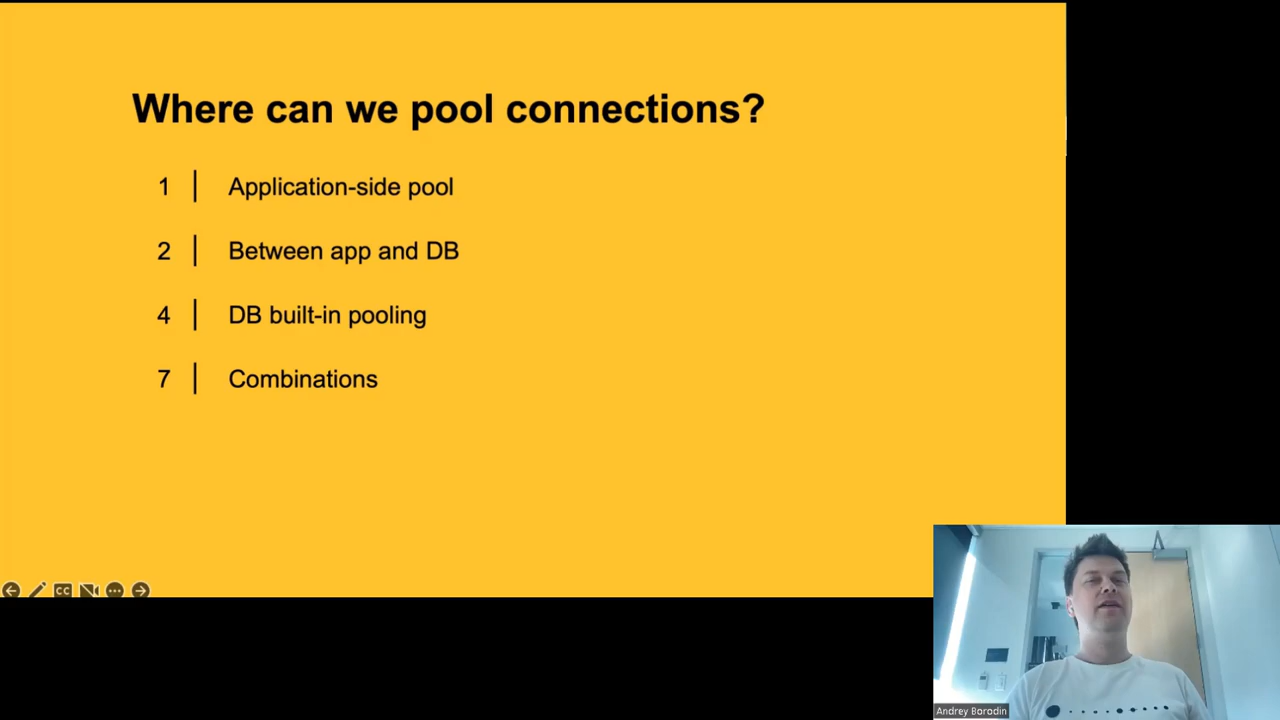 Where can we pool connections?
1 | Application-side pool
2 | Between app and DB
4 | DB built-in pooling
7 | Combinations
CC
Andrey Borodin